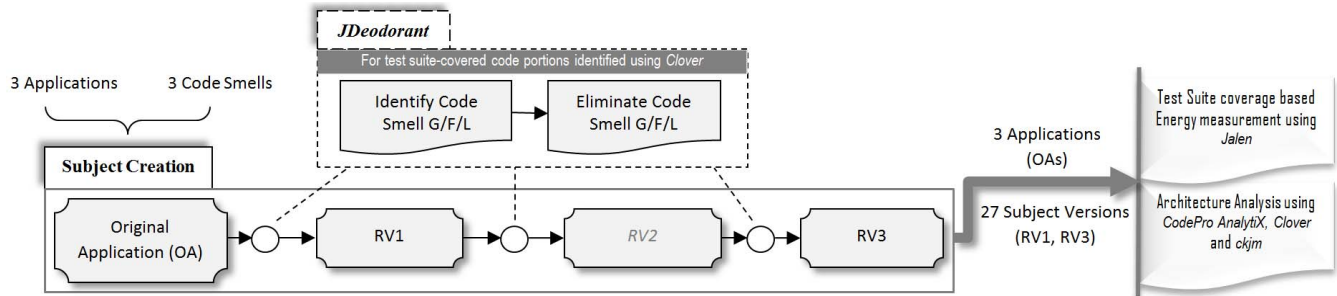 JDeodorant
For test suite-covered code portions identified using Clover
3 Applications
3 Code Smells
Identify Code
Smell G/F/L
Eliminate Code
Smell G/F/L
Subject Creation
Original
Application (OA)
RV1
RV2
RV3
3 Applications
(OAs)
27 Subject Versions
(RV1, RV3)
Test Suite coverage based
Energy measurement using
Jalen
Architecture Analysis using
CodePro AnalytiX, Clover
and ckjm